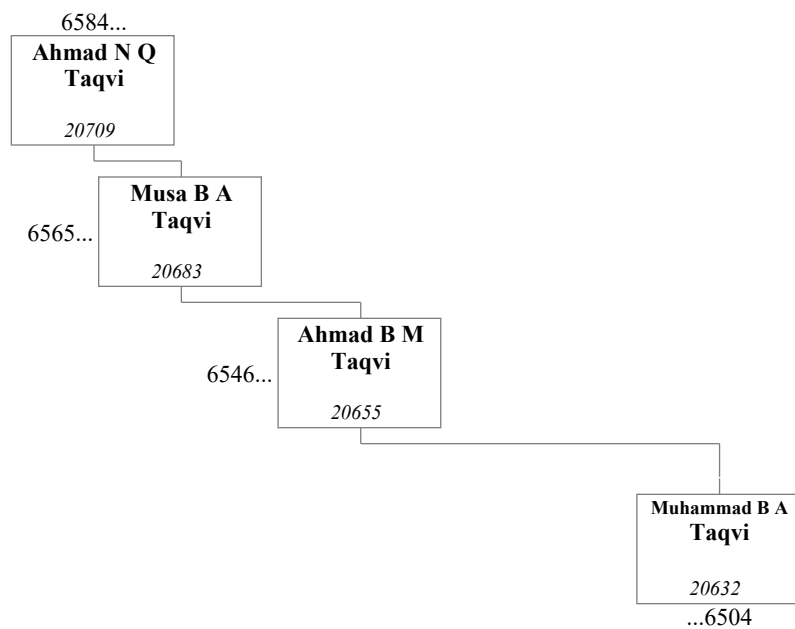 6584...
Ahmad N Q
Taqvi
20709
Musa B A
Taqvi
6565...
20683
Ahmad B M
Taqvi
6546...
20655
Muhammad B A
Taqvi
20632
...6504